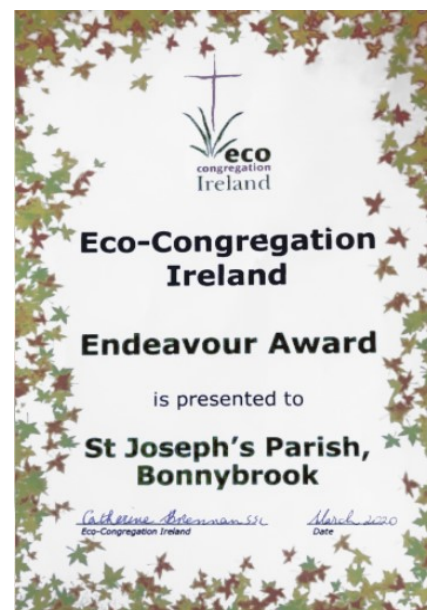 eco
congregation
Ireland
Eco-Congregation
Ireland
Endeavour Award
is presented to
St Joseph's Parish,
Bonnybrook
Catherine Brennan SSL March 2020
Eco-Congregation Ireland Date